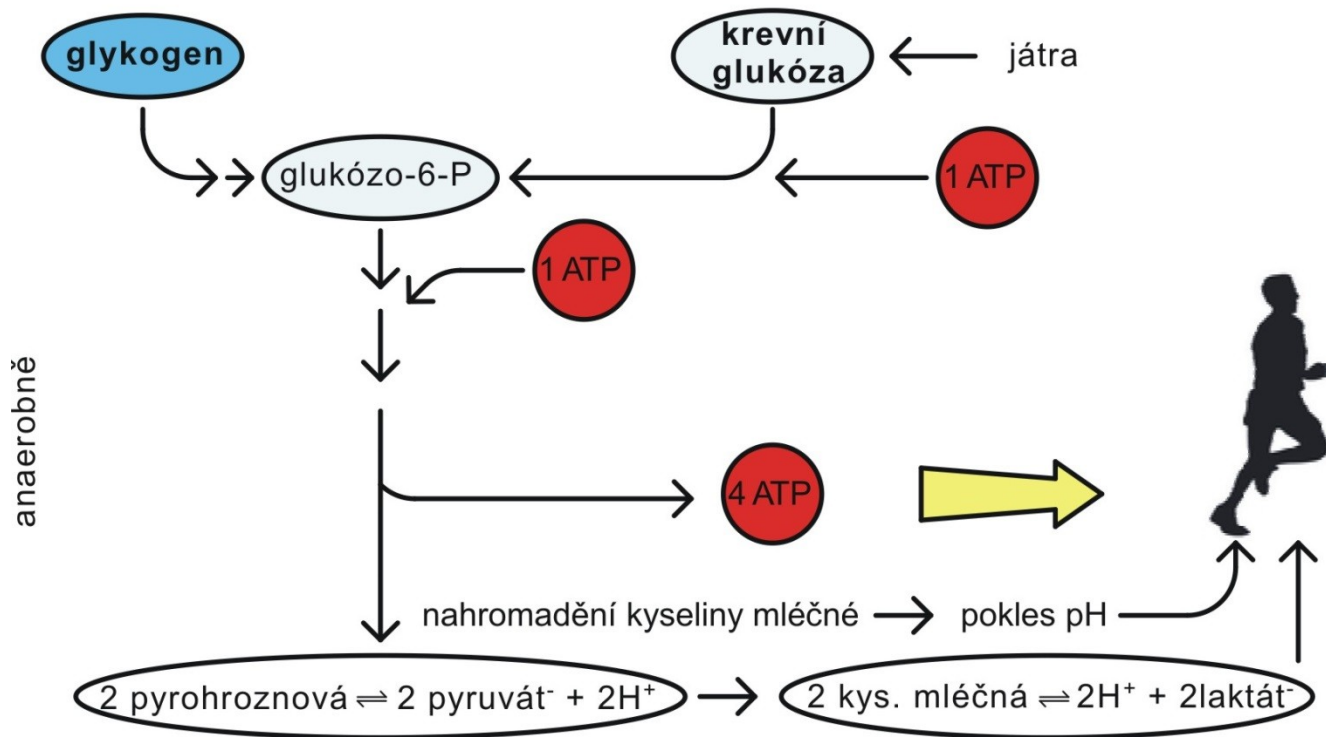 glykogen
krevní
glukóza
játra
glukózo-6-P
1 ATP
1 ATP
anaerobně
4 ATP
nahromadění kyseliny mléčné
pokles pH
2 pyrohroznová ⇌ 2 pyruvát⁻ + 2H⁺
2 kys. mléčná ⇌ 2H⁺ + 2laktát⁻